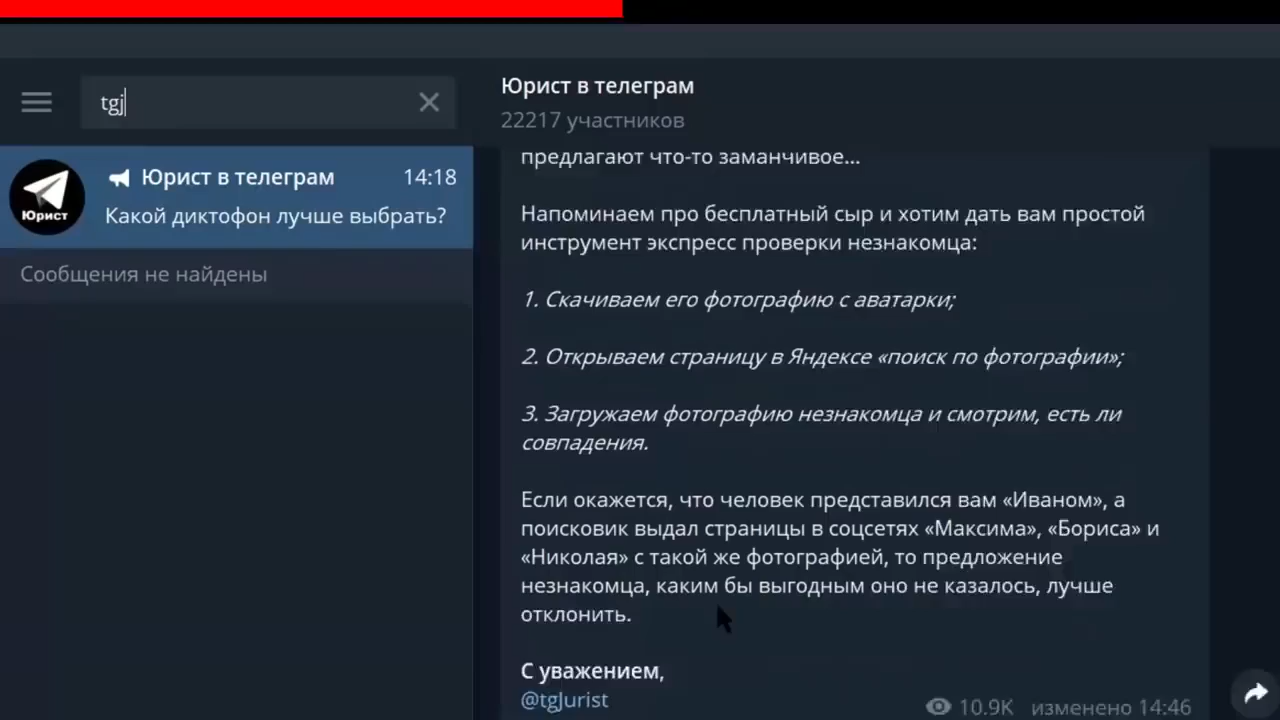 tgj
Юрист в телеграм
22217 участников
Юрист в телеграм 14:18
Какой диктофон лучше выбрать?
Юрист
Сообщения не найдены
предлагают что-то заманчивое...
Напоминаем про бесплатный сыр и хотим дать вам простой
инструмент экспресс проверки незнакомца:
1. Скачиваем его фотографию с аватарки;
2. Открываем страницу в Яндексе «поиск по фотографии»;
3. Загружаем фотографию незнакомца и смотрим, есть ли
совпадения.
Если окажется, что человек представился вам «Иваном», а
поисковик выдал страницы в соцсетях «Максима», «Бориса» и
«Николая» с такой же фотографией, то предложение
незнакомца, каким бы выгодным оно не казалось, лучше
отклонить.
С уважением,
@tgJurist
10.9K изменено 14:46